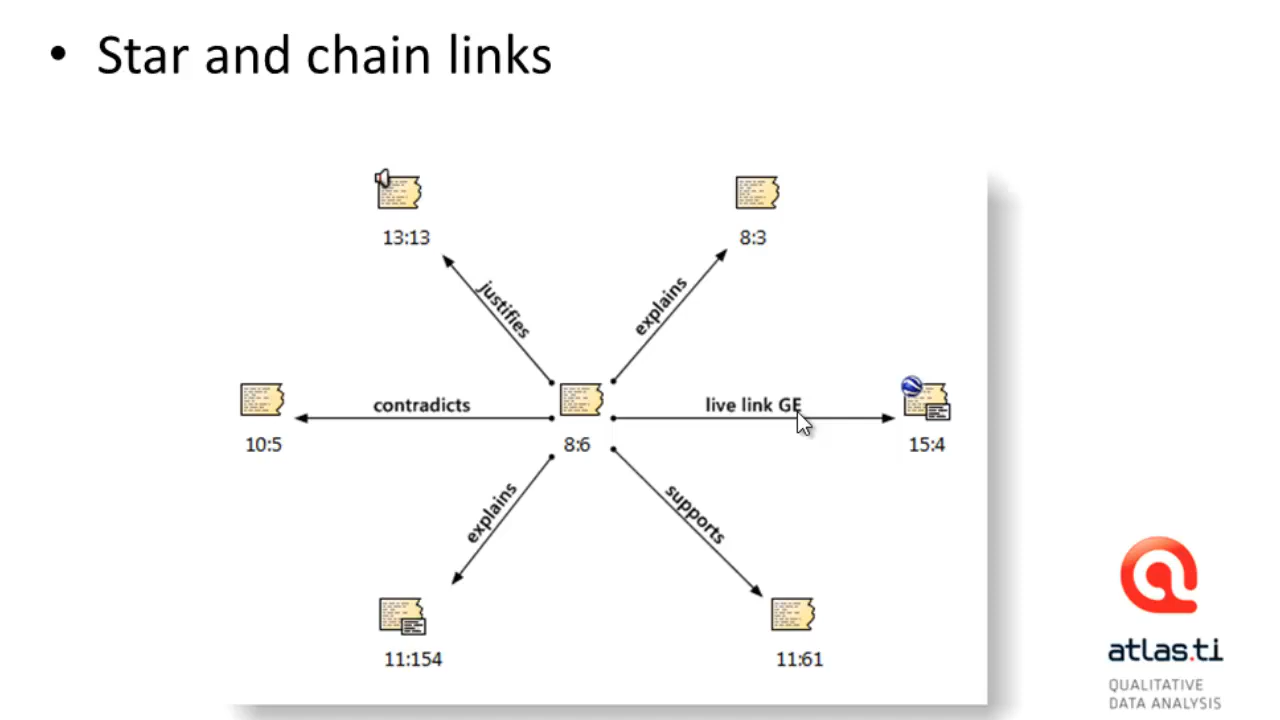 • Star and chain links
13:13
8:3
justifies
explains
contradicts
live link GE
10:5
8:6
15:4
explains
supports
11:154
11:61
atlas.ti
QUALITATIVE
DATA ANALYSIS